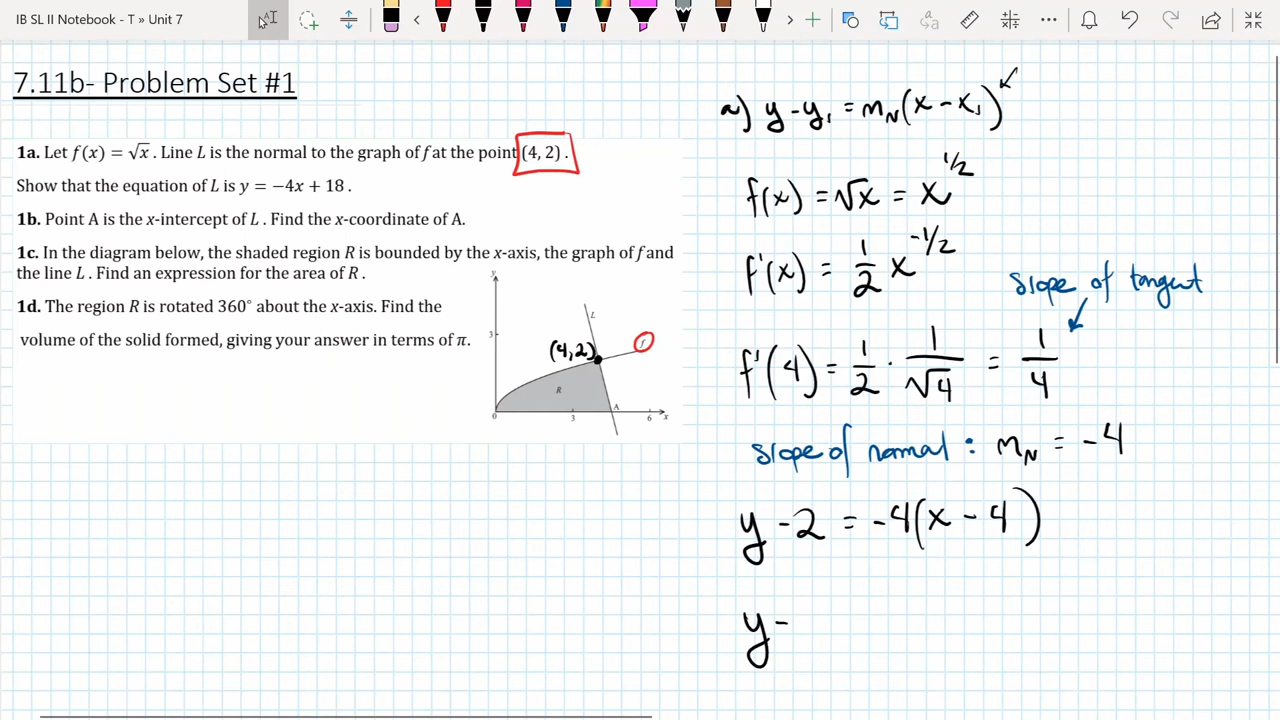 IB SL II Notebook - T » Unit 7
7.11b- Problem Set #1
1a. Let f(x) = √x . Line L is the normal to the graph of f at the point (4, 2) .
Show that the equation of L is y = −4x + 18 .
1b. Point A is the x-intercept of L . Find the x-coordinate of A.
1c. In the diagram below, the shaded region R is bounded by the x-axis, the graph of f and
the line L . Find an expression for the area of R .
1d. The region R is rotated 360° about the x-axis. Find the
volume of the solid formed, giving your answer in terms of π.
y
L
3
(4,2)
f
R
A
0
3
6
x
a) y - y₁ = m_N(x - x₁)
f(x) = √x = x^1/2
f'(x) = 1/2 x^-1/2
slope of tangent
f'(4) = 1/2 · 1/√4 = 1/4
slope of normal : m_N = -4
y - 2 = -4(x - 4)
y -